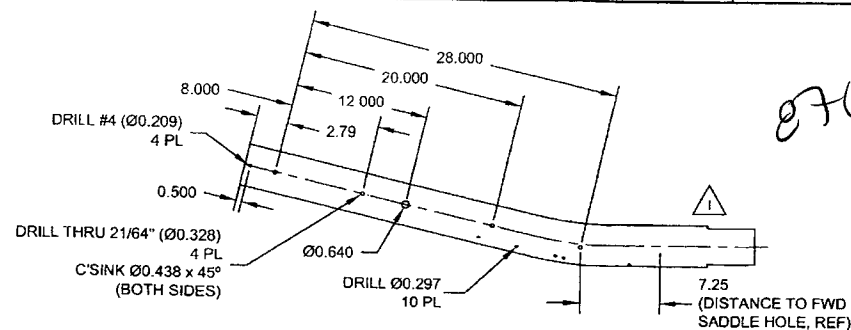 28.000
20.000
8.000
12.000
2.79
DRILL #4 (Ø0.209)
4 PL
0.500
DRILL THRU 21/64" (Ø0.328)
4 PL
C'SINK Ø0.438 x 45°
(BOTH SIDES)
Ø0.640
DRILL Ø0.297
10 PL
1
7.25
(DISTANCE TO FWD
SADDLE HOLE, REF)